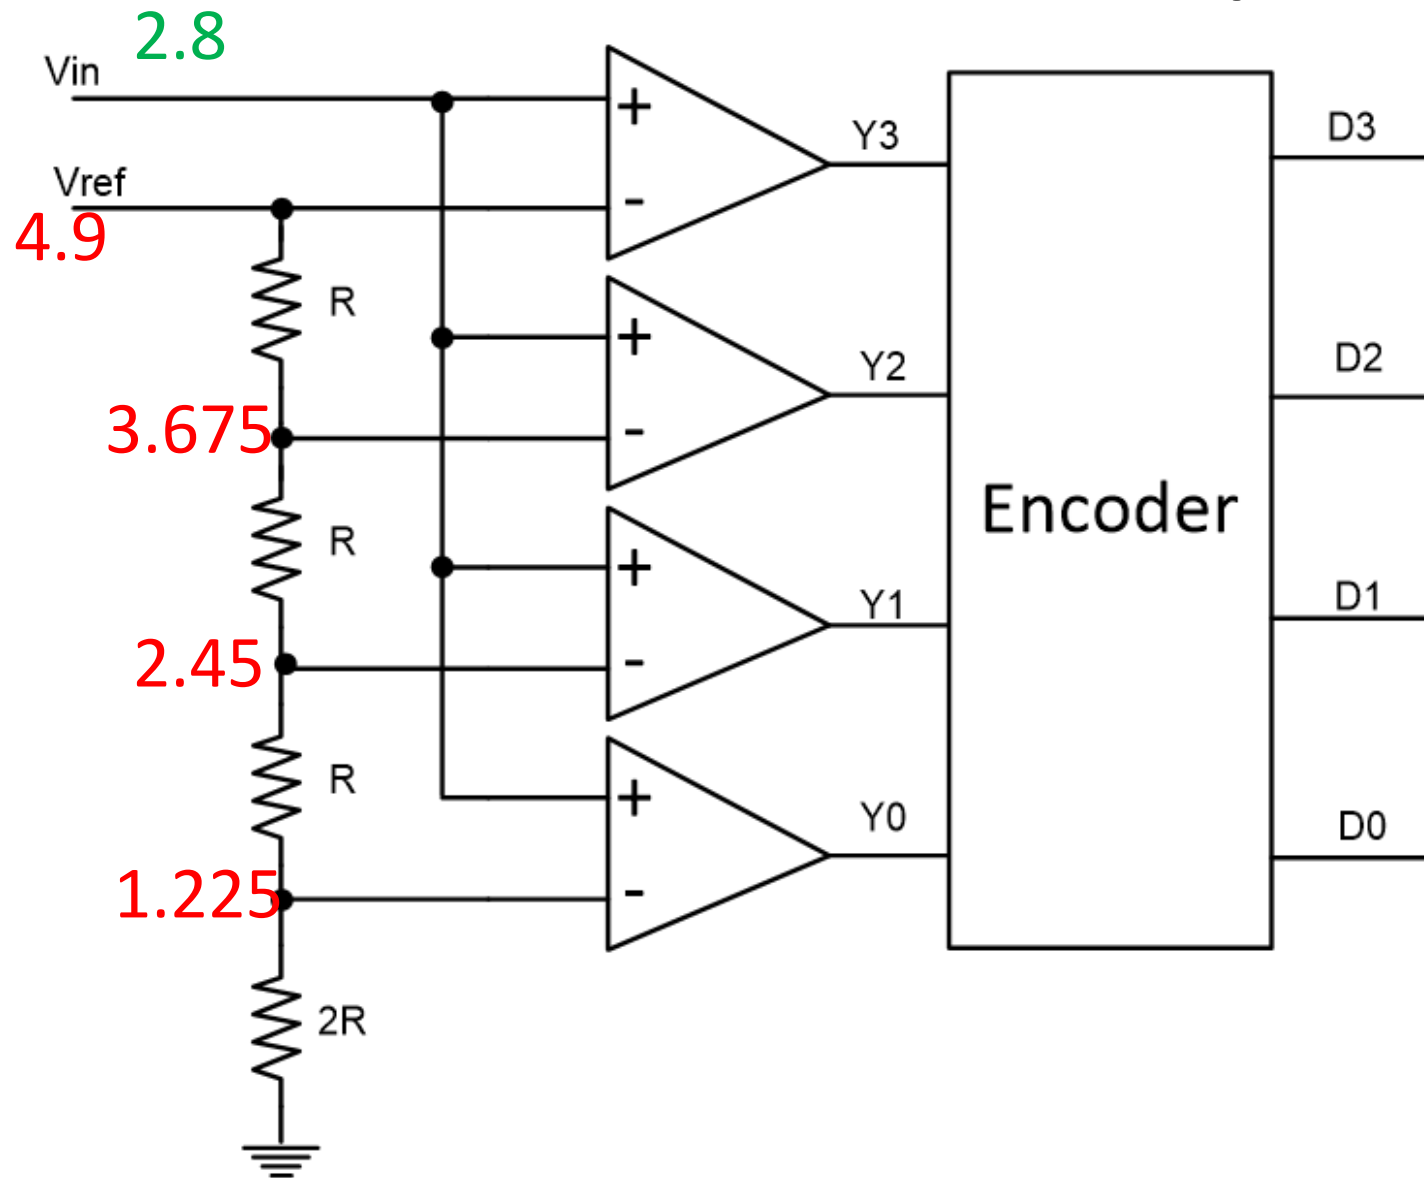 2.8
Vin
+
Y3
D3
Vref
-
4.9
R
+
Y2
D2
3.675
-
Encoder
R
+
Y1
D1
2.45
-
R
+
Y0
D0
1.225
-
2R